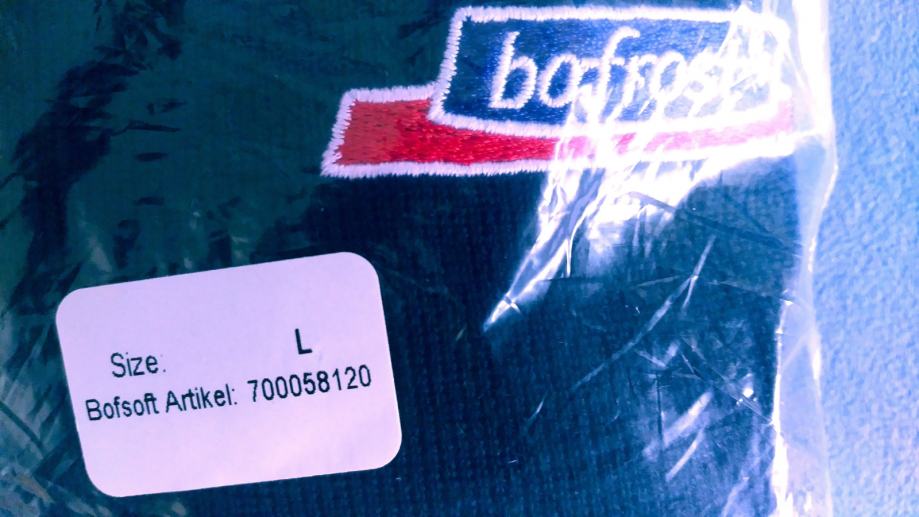 bofrost
Size: L
Bofsoft Artikel: 700058120